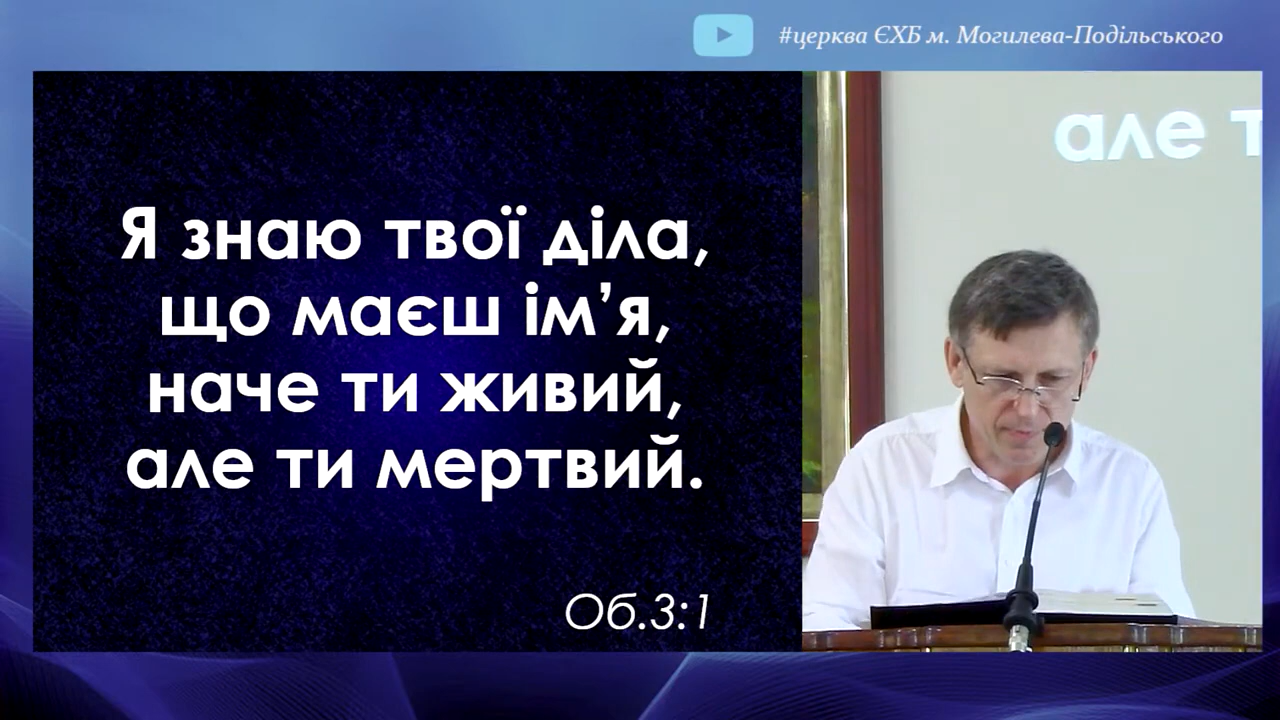 #церква ЄХБ м. Могилева-Подільського
Я знаю твої діла,
що маєш ім’я,
наче ти живий,
але ти мертвий.
Об.3:1
але